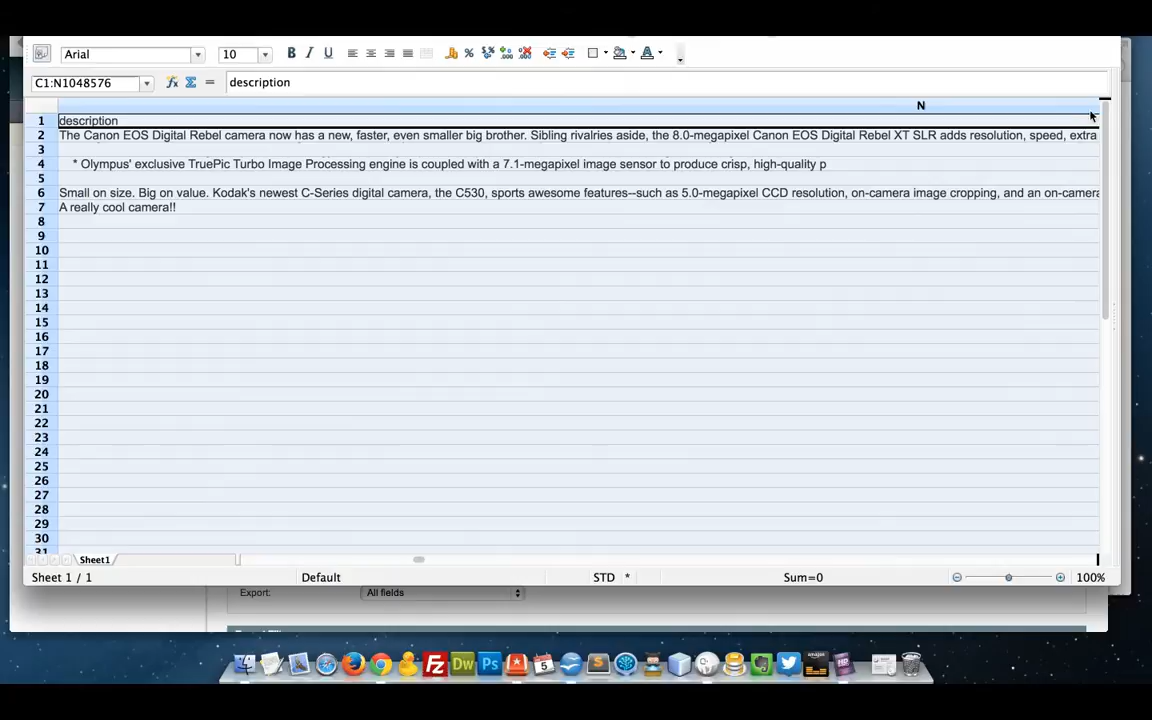 Arial 10 B I U
C1:N1048576 description
N
1 description
2 The Canon EOS Digital Rebel camera now has a new, faster, even smaller big brother. Sibling rivalries aside, the 8.0-megapixel Canon EOS Digital Rebel XT SLR adds resolution, speed, extra
3
4 * Olympus' exclusive TruePic Turbo Image Processing engine is coupled with a 7.1-megapixel image sensor to produce crisp, high-quality p
5
6 Small on size. Big on value. Kodak's newest C-Series digital camera, the C530, sports awesome features--such as 5.0-megapixel CCD resolution, on-camera image cropping, and an on-camera
7 A really cool camera!!
8
9
10
11
12
13
14
15
16
17
18
19
20
21
22
23
24
25
26
27
28
29
30
31
Sheet1
Sheet 1 / 1 Default STD * Sum=0 100%
Export: All fields